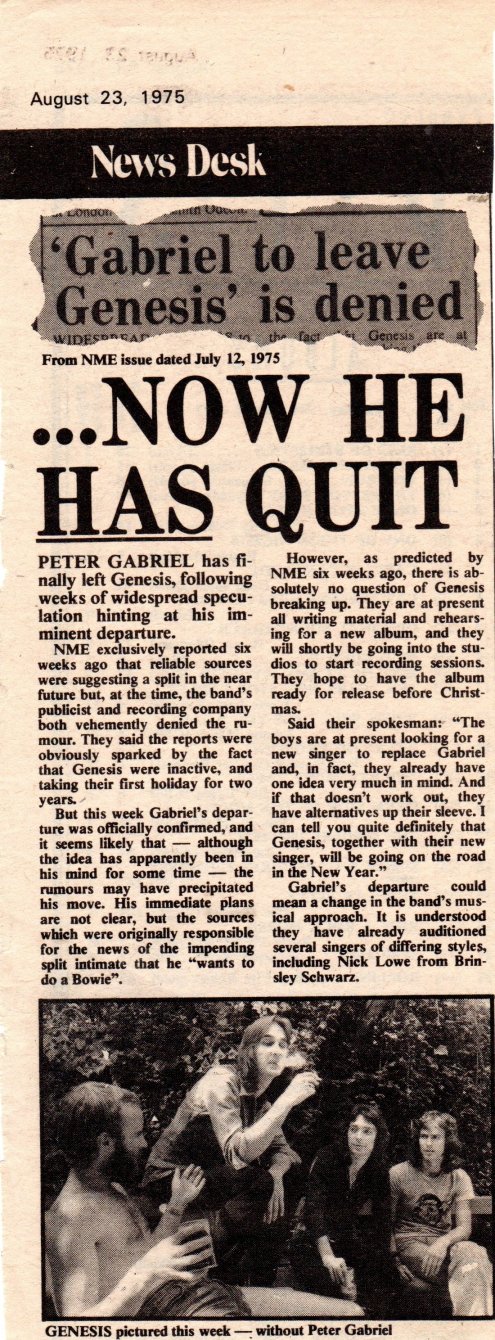 August 23, 1975
News Desk
at London
'Gabriel to leave
Genesis' is denied
the fact Genesis are at
From NME issue dated July 12, 1975
...NOW HE
HAS QUIT
PETER GABRIEL has fi-
nally left Genesis, following
weeks of widespread specu-
lation hinting at his im-
minent departure.
NME exclusively reported six
weeks ago that reliable sources
were suggesting a split in the near
future but, at the time, the band's
publicist and recording company
both vehemently denied the ru-
mour. They said the reports were
obviously sparked by the fact
that Genesis were inactive, and
taking their first holiday for two
years.
But this week Gabriel's depar-
ture was officially confirmed, and
it seems likely that — although
the idea has apparently been in
his mind for some time — the
rumours may have precipitated
his move. His immediate plans
are not clear, but the sources
which were originally responsible
for the news of the impending
split intimate that he "wants to
do a Bowie".
However, as predicted by
NME six weeks ago, there is ab-
solutely no question of Genesis
breaking up. They are at present
all writing material and rehears-
ing for a new album, and they
will shortly be going into the stu-
dios to start recording sessions.
They hope to have the album
ready for release before Christ-
mas.
Said their spokesman: "The
boys are at present looking for a
new singer to replace Gabriel
and, in fact, they already have
one idea very much in mind. And
if that doesn't work out, they
have alternatives up their sleeve. I
can tell you quite definitely that
Genesis, together with their new
singer, will be going on the road
in the New Year."
Gabriel's departure could
mean a change in the band's mus-
ical approach. It is understood
they have already auditioned
several singers of differing styles,
including Nick Lowe from Brin-
sley Schwarz.
GENESIS pictured this week — without Peter Gabriel